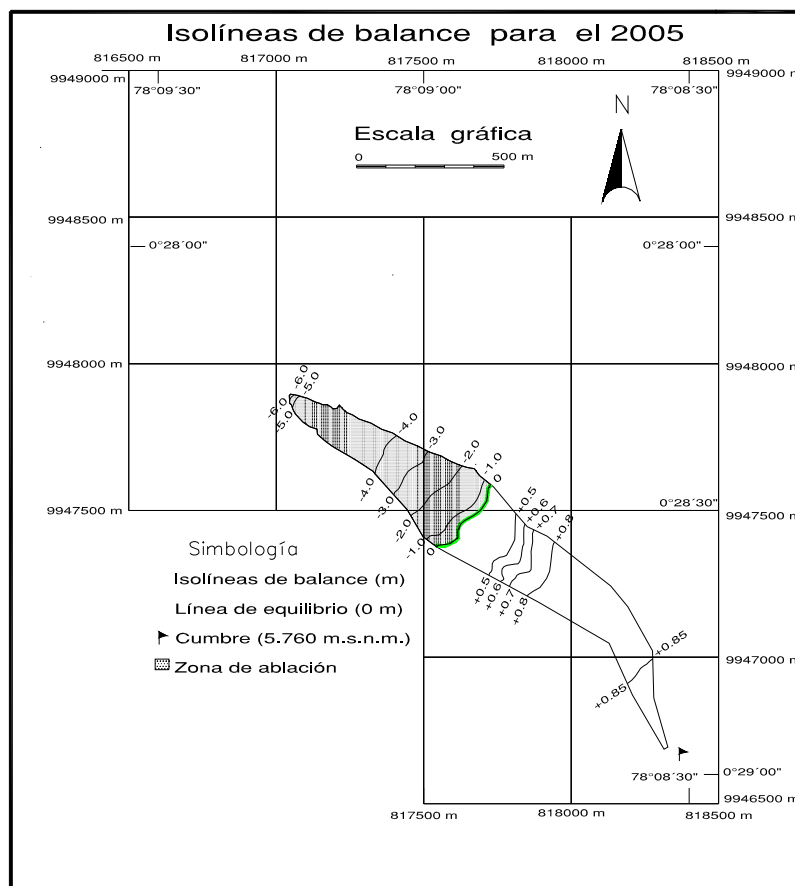 Isolíneas de balance para el 2005
816500 m
817000 m
817500 m
818000 m
818500 m
9949000 m
9949000 m
78°09'30"
78°09'00"
78°08'30"
N
Escala gráfica
0
500 m
9948500 m
9948500 m
0°28'00"
0°28'00"
9948000 m
9948000 m
-6.0
-5.0
-6.0
-5.0
-4.0
-3.0
-2.0
-1.0
0
-4.0
-3.0
-2.0
-1.0
0
+0.5
+0.6
+0.7
+0.8
0°28'30"
9947500 m
9947500 m
+0.5
+0.6
+0.7
+0.8
Simbología
Isolíneas de balance (m)
Línea de equilibrio (0 m)
Cumbre (5.760 m.s.n.m.)
Zona de ablación
+0.85
+0.85
9947000 m
78°08'30"
0°29'00"
9946500 m
817500 m
818000 m
818500 m